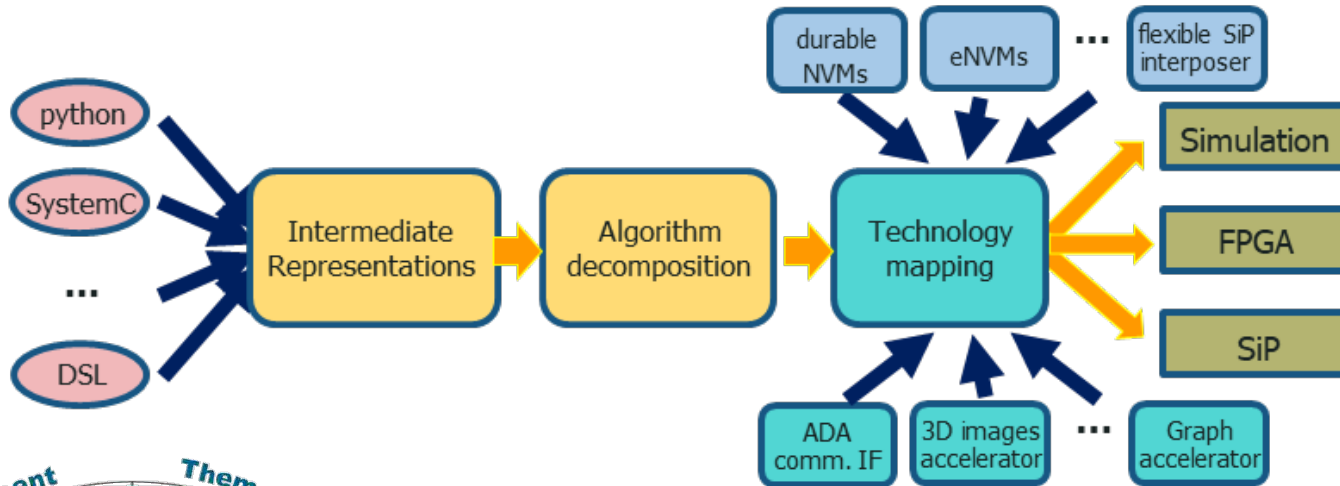 python
SystemC
...
DSL
Intermediate
Representations
Algorithm
decomposition
Technology
mapping
durable
NVMs
eNVMs
...
flexible SiP
interposer
ADA
comm. IF
3D images
accelerator
...
Graph
accelerator
Simulation
FPGA
SiP